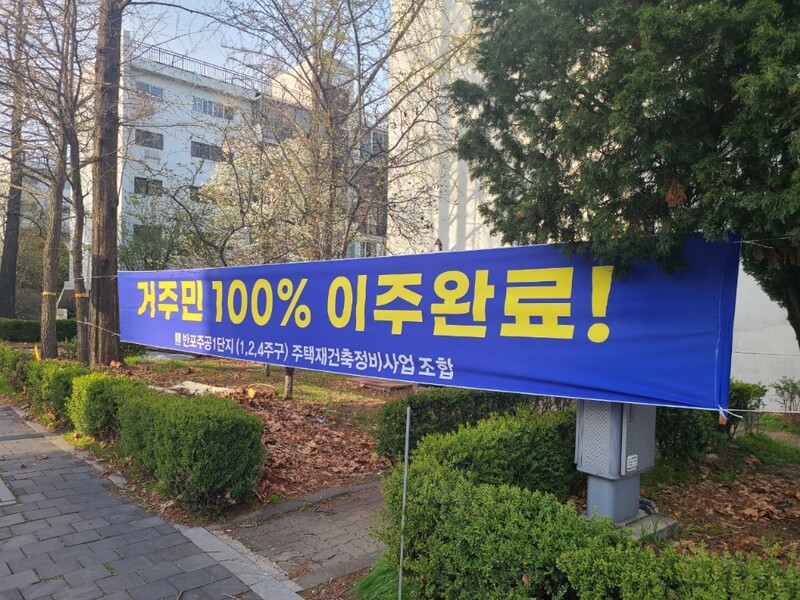 거주민 100% 이주완료!
반포주공1단지 (1,2,4주구) 주택재건축정비사업 조합